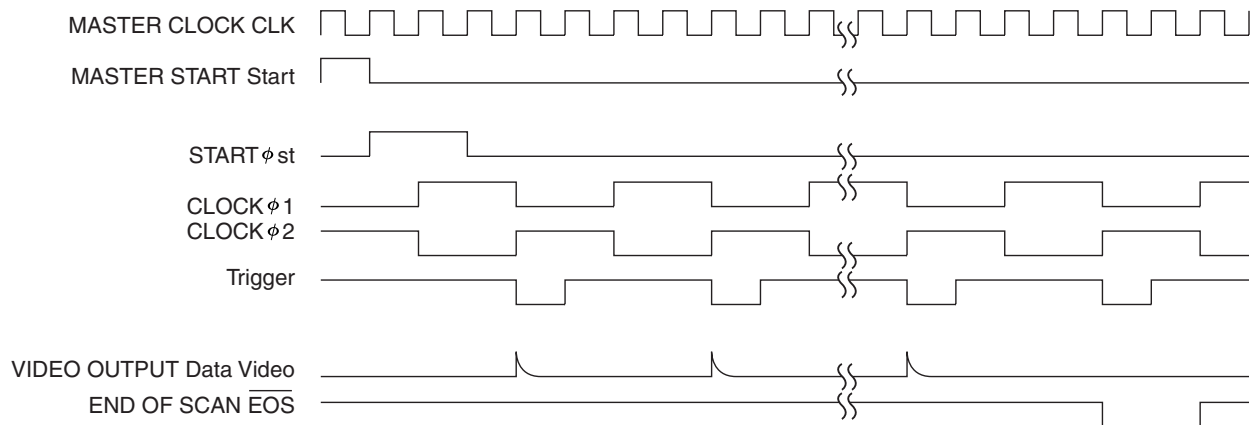 MASTER CLOCK CLK
MASTER START Start
START ϕ st
CLOCK ϕ 1
CLOCK ϕ 2
Trigger
VIDEO OUTPUT Data Video
END OF SCAN E̅O̅S̅